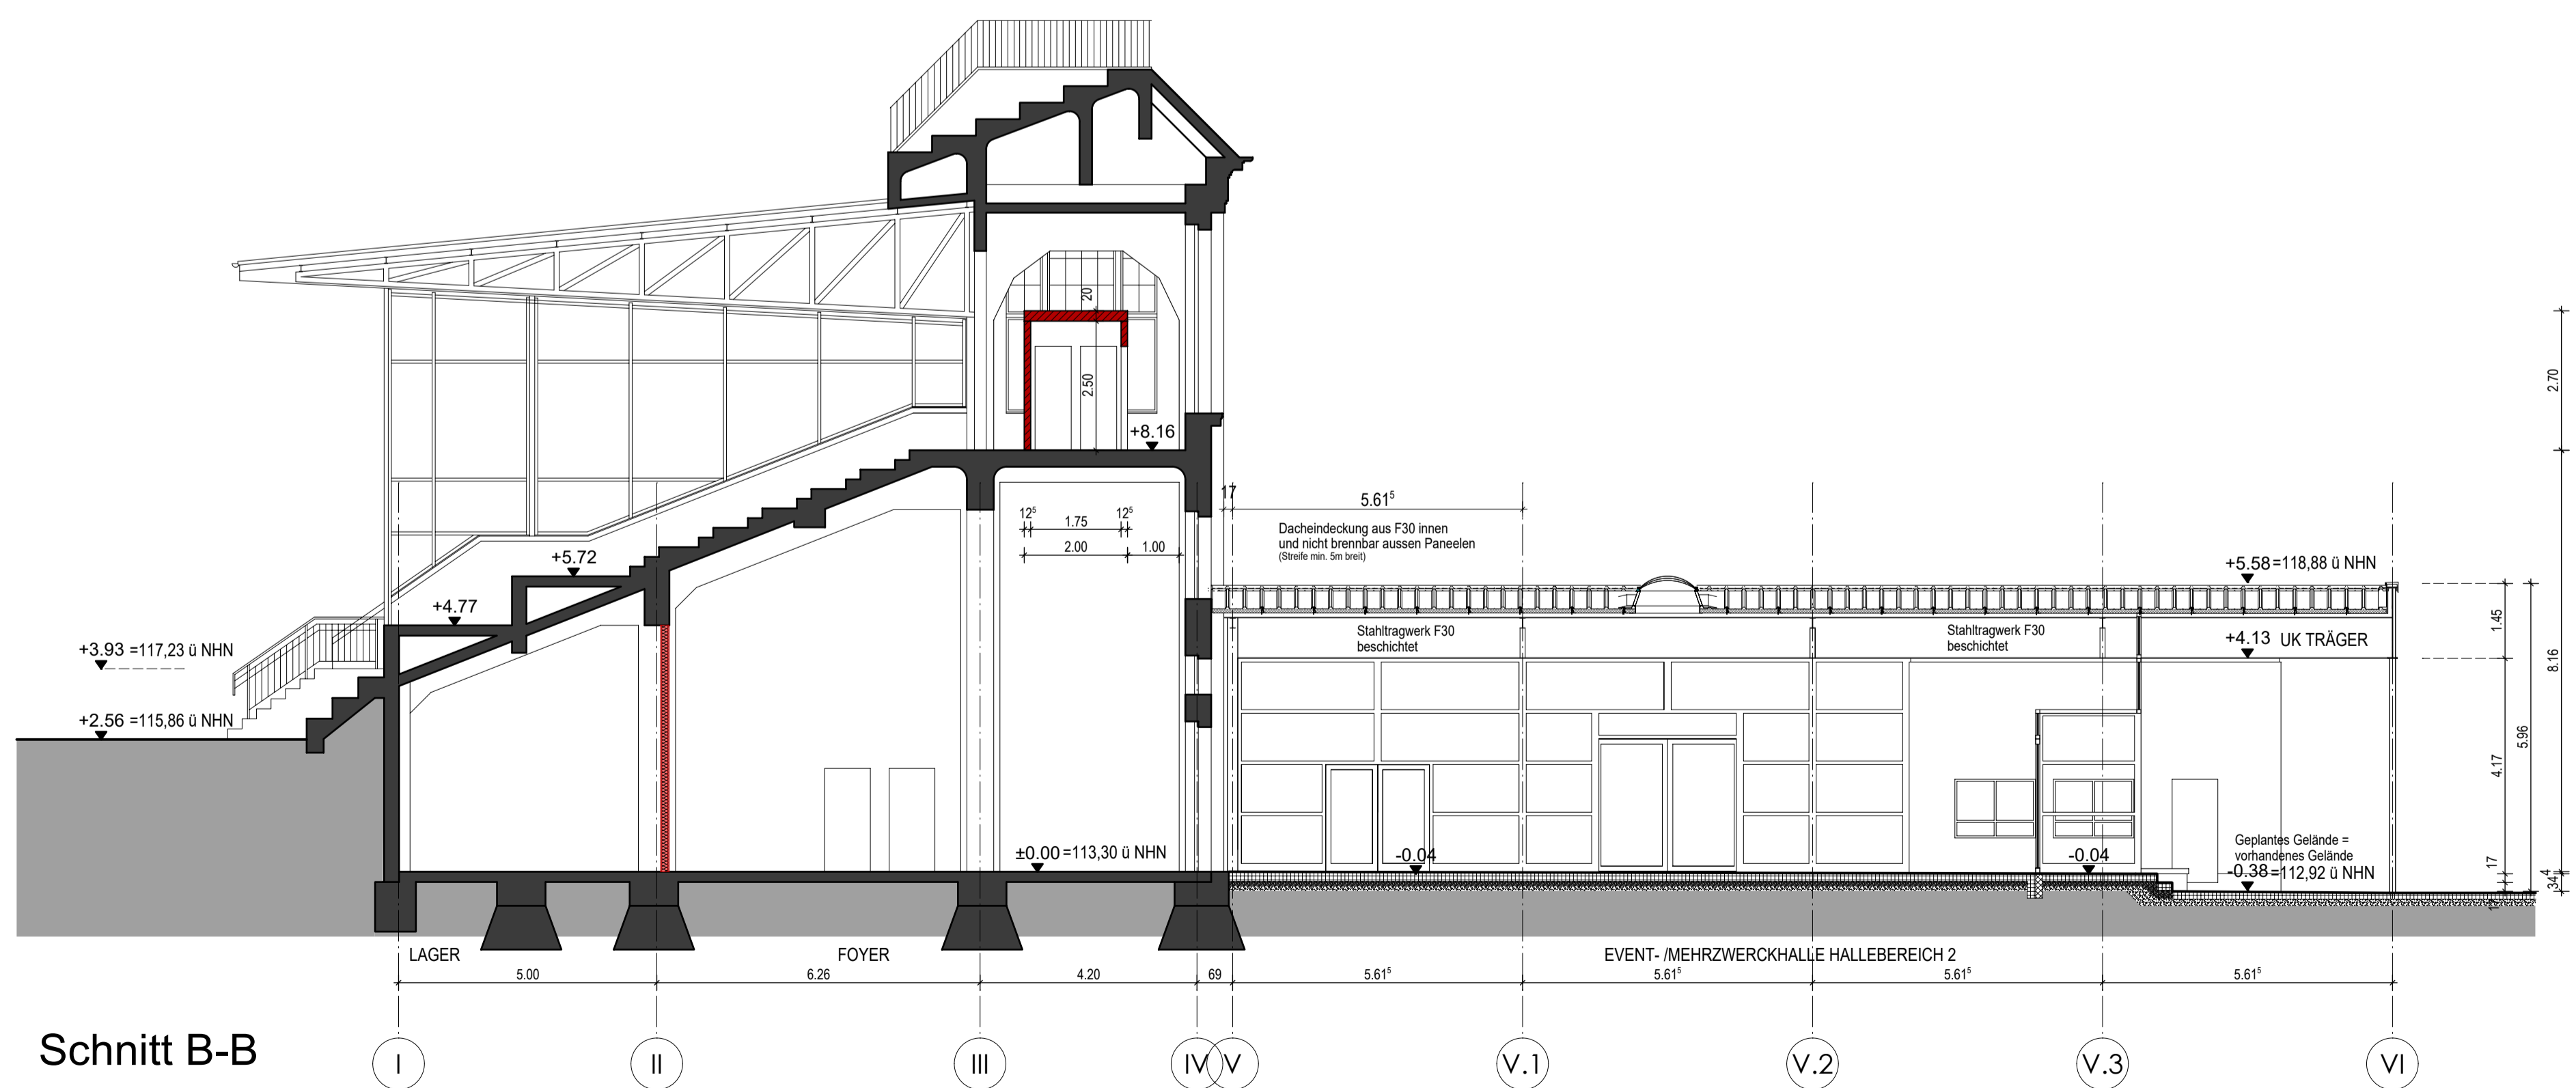 20
2.50
+8.16
2.70
17
5.61⁵
12⁵
1.75
12⁵
2.00
1.00
Dacheindeckung aus F30 innen
und nicht brennbar aussen Paneelen
(Streife min. 5m breit)
+5.72
+4.77
+5.58 =118,88 ü NHN
+3.93 =117,23 ü NHN
Stahltragwerk F30
beschichtet
Stahltragwerk F30
beschichtet
+4.13 UK TRÄGER
1.45
8.16
+2.56 =115,86 ü NHN
5.96
4.17
±0.00 =113,30 ü NHN
-0.04
-0.04
Geplantes Gelände =
vorhandenes Gelände
-0.38 =112,92 ü NHN
17
4
34
17
LAGER
FOYER
EVENT- /MEHRZWERCKHALLE HALLEBEREICH 2
5.00
6.26
4.20
69
5.61⁵
5.61⁵
5.61⁵
5.61⁵
Schnitt B-B
I
II
III
IV
V
V.1
V.2
V.3
VI